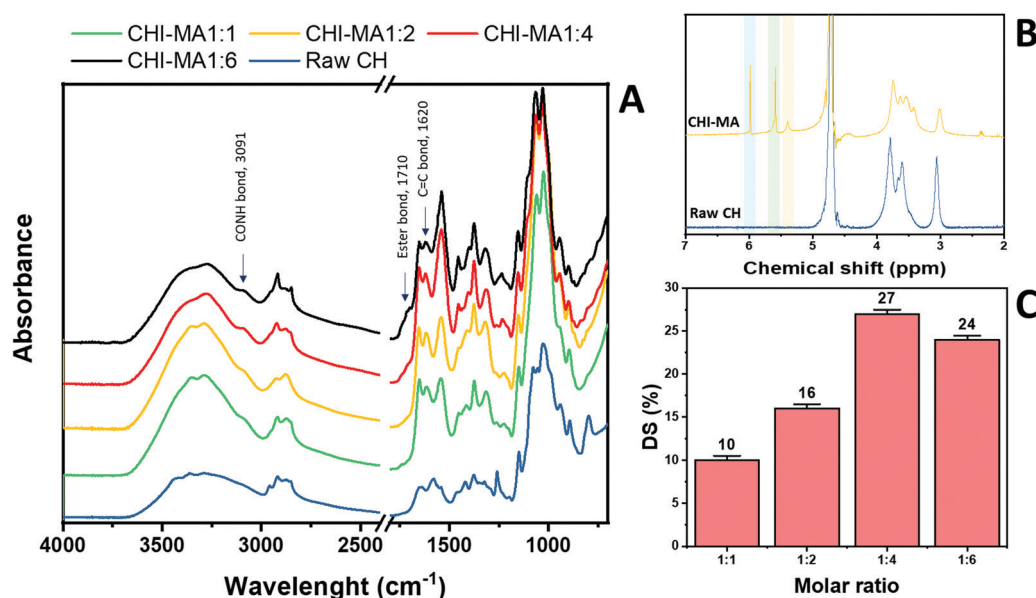 CHI-MA1:1 CHI-MA1:2 CHI-MA1:4
CHI-MA1:6 Raw CH
A
Absorbance
CONH bond, 3091
Ester bond, 1710
C=C bond, 1620
4000 3500 3000 2500 1500 1000
Wavelenght (cm⁻¹)
B
CHI-MA
Raw CH
7 6 5 4 3 2
Chemical shift (ppm)
C
DS (%)
30
25
20
15
10
5
0
10
16
27
24
1:1 1:2 1:4 1:6
Molar ratio